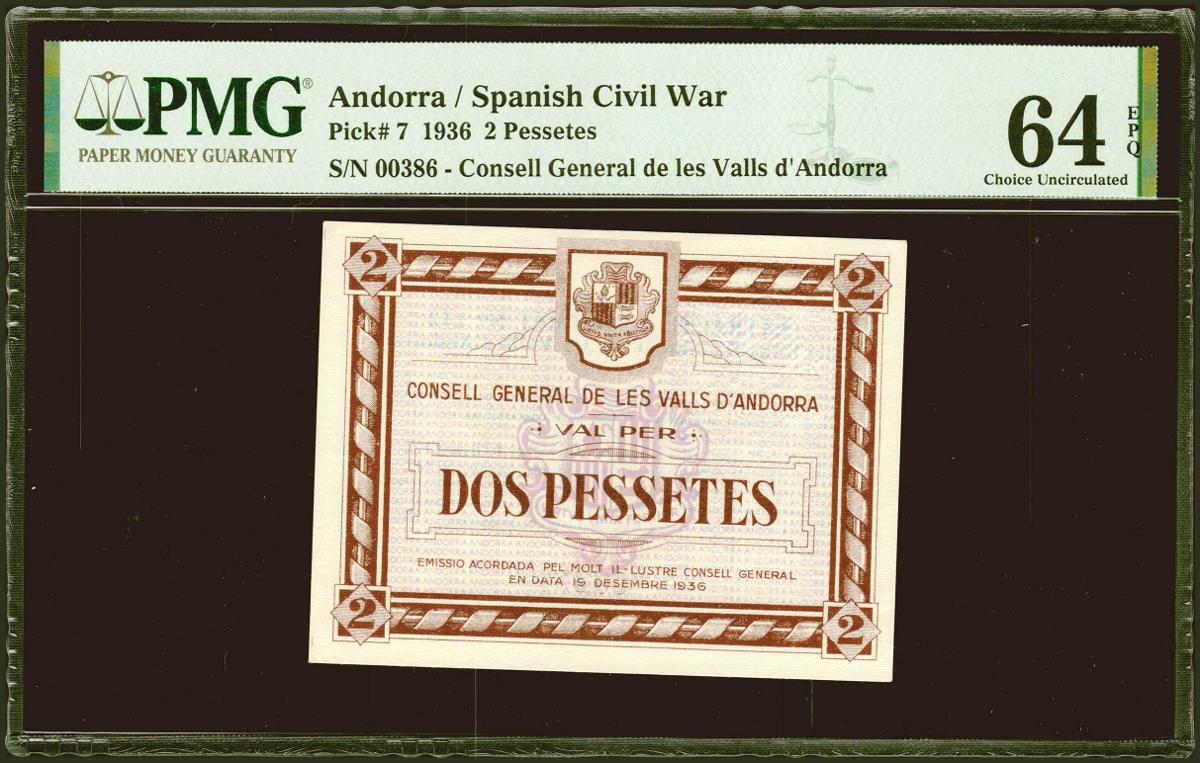 PMG®
PAPER MONEY GUARANTY
Andorra / Spanish Civil War
Pick# 7 1936 2 Pessetes
S/N 00386 - Consell General de les Valls d'Andorra
64 EPQ
Choice Uncirculated
2
2
CONSELL GENERAL DE LES VALLS D'ANDORRA
VAL PER
DOS PESSETES
EMISSIO ACORDADA PEL MOLT IL-LUSTRE CONSELL GENERAL
EN DATA 19 DESEMBRE 1936
2
2